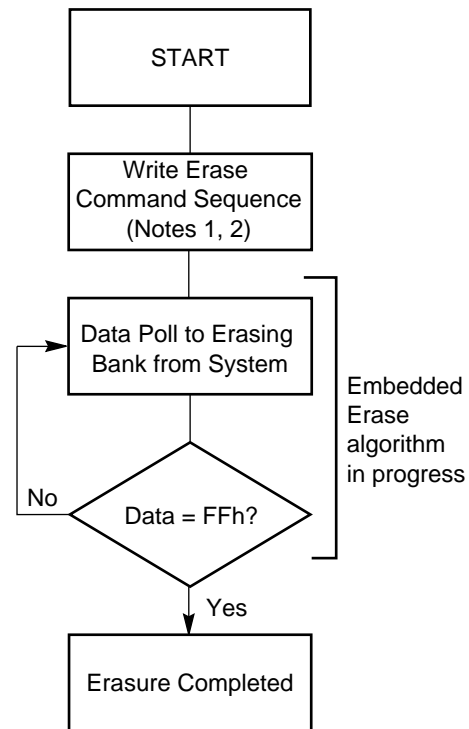 START
Write Erase
Command Sequence
(Notes 1, 2)
Data Poll to Erasing
Bank from System
Embedded
Erase
algorithm
in progress
No
Data = FFh?
Yes
Erasure Completed